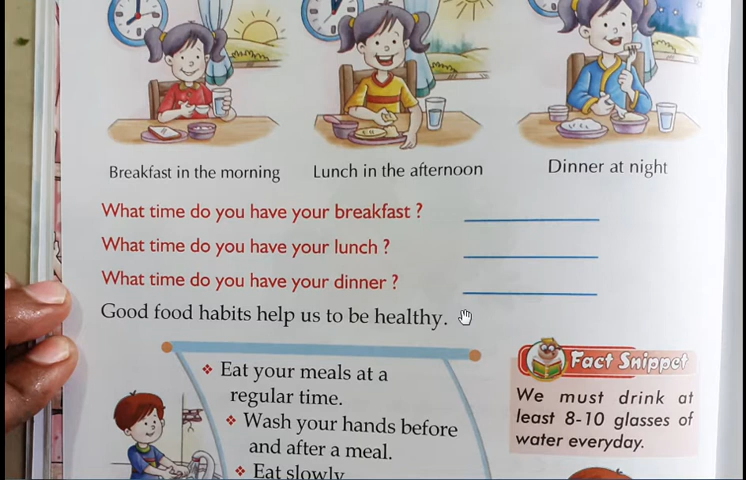 Breakfast in the morning
Lunch in the afternoon
Dinner at night
What time do you have your breakfast ?
What time do you have your lunch ?
What time do you have your dinner ?
Good food habits help us to be healthy.
❖ Eat your meals at a
regular time.
❖ Wash your hands before
and after a meal.
❖ Eat slowly
Fact Snippet
We must drink at
least 8-10 glasses of
water everyday.